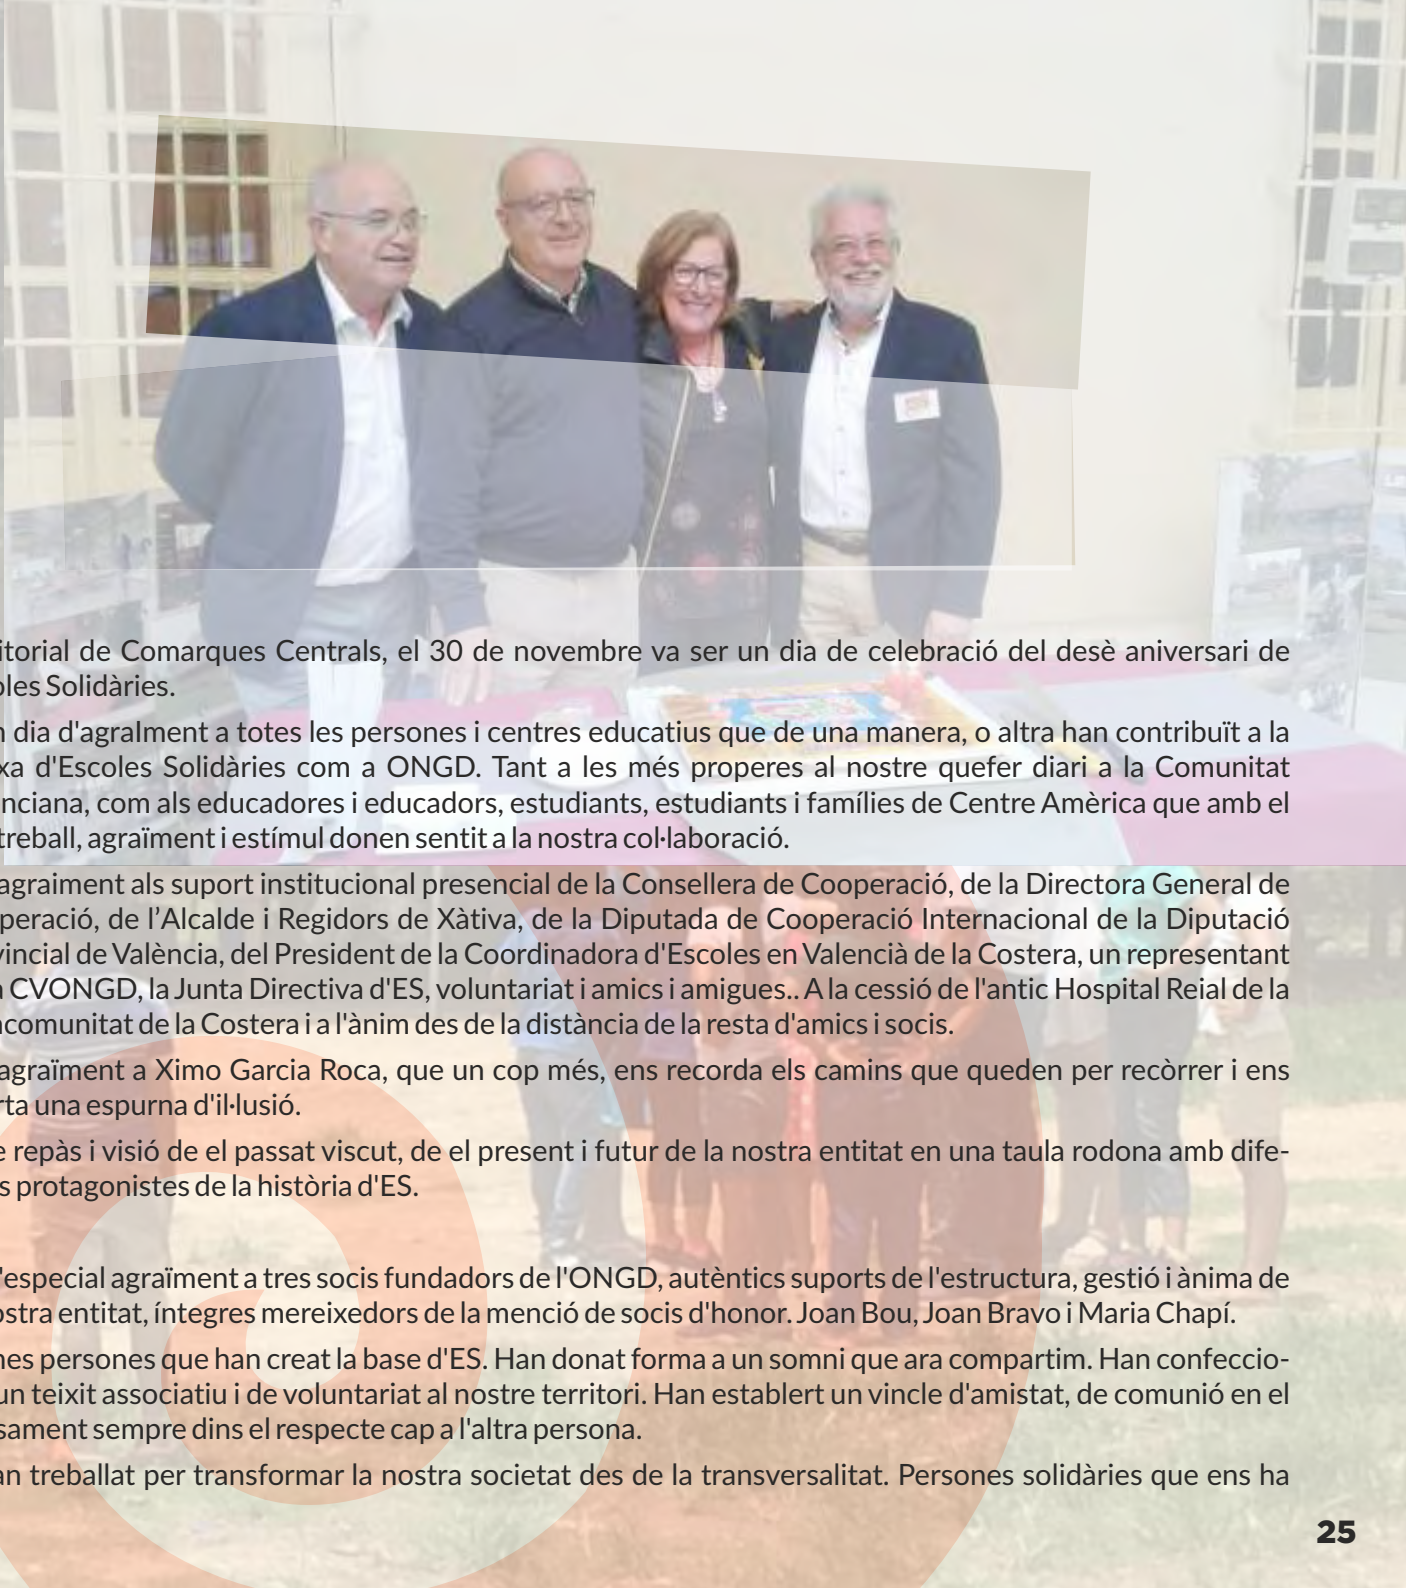 itorial de Comarques Centrals, el 30 de novembre va ser un dia de celebració del desè aniversari de
oles Solidàries.
n dia d'agralment a totes les persones i centres educatius que de una manera, o altra han contribuït a la
xa d'Escoles Solidàries com a ONGD. Tant a les més properes al nostre quefer diari a la Comunitat
nciana, com als educadores i educadors, estudiants, estudiants i famílies de Centre Amèrica que amb el
treball, agraïment i estímul donen sentit a la nostra col·laboració.
agraiment als suport institucional presencial de la Consellera de Cooperació, de la Directora General de
peració, de l'Alcalde i Regidors de Xàtiva, de la Diputada de Cooperació Internacional de la Diputació
vincial de València, del President de la Coordinadora d'Escoles en Valencià de la Costera, un representant
a CVONGD, la Junta Directiva d'ES, voluntariat i amics i amigues.. A la cessió de l'antic Hospital Reial de la
ncomunitat de la Costera i a l'ànim des de la distància de la resta d'amics i socis.
agraïment a Ximo Garcia Roca, que un cop més, ens recorda els camins que queden per recòrrer i ens
rta una espurna d'il·lusió.
e repàs i visió de el passat viscut, de el present i futur de la nostra entitat en una taula rodona amb dife-
s protagonistes de la història d'ES.
'especial agraïment a tres socis fundadors de l'ONGD, autèntics suports de l'estructura, gestió i ànima de
ostra entitat, íntegres mereixedors de la menció de socis d'honor. Joan Bou, Joan Bravo i Maria Chapí.
nes persones que han creat la base d'ES. Han donat forma a un somni que ara compartim. Han confeccio-
un teixit associatiu i de voluntariat al nostre territori. Han establert un vincle d'amistat, de comunió en el
sament sempre dins el respecte cap a l'altra persona.
an treballat per transformar la nostra societat des de la transversalitat. Persones solidàries que ens ha
25